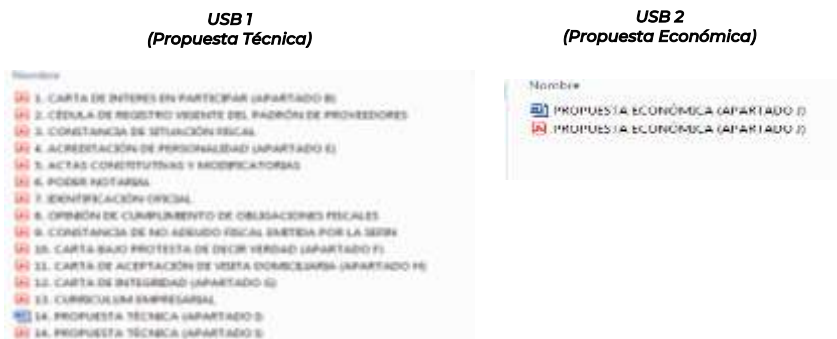 USB 1
(Propuesta Técnica)
Nombre
1. CARTA DE INTERES EN PARTICIPAR (APARTADO B)
2. CÉDULA DE REGISTRO VIGENTE DEL PADRÓN DE PROVEEDORES
3. CONSTANCIA DE SITUACIÓN FISCAL
4. ACREDITACIÓN DE PERSONALIDAD (APARTADO E)
5. ACTAS CONSTITUTIVAS Y MODIFICATORIAS
6. PODER NOTARIAL
7. IDENTIFICACIÓN OFICIAL
8. OPINIÓN DE CUMPLIMIENTO DE OBLIGACIONES FISCALES
9. CONSTANCIA DE NO ADEUDO FISCAL EMITIDA POR LA SEFIN
10. CARTA BAJO PROTESTA DE DECIR VERDAD (APARTADO F)
11. CARTA DE ACEPTACIÓN DE VISITA DOMICILIARIA (APARTADO H)
12. CARTA DE INTEGRIDAD (APARTADO G)
13. CURRICULUM EMPRESARIAL
14. PROPUESTA TÉCNICA (APARTADO I)
14. PROPUESTA TÉCNICA (APARTADO I)
USB 2
(Propuesta Económica)
Nombre
PROPUESTA ECONÓMICA (APARTADO J)
PROPUESTA ECONÓMICA (APARTADO J)